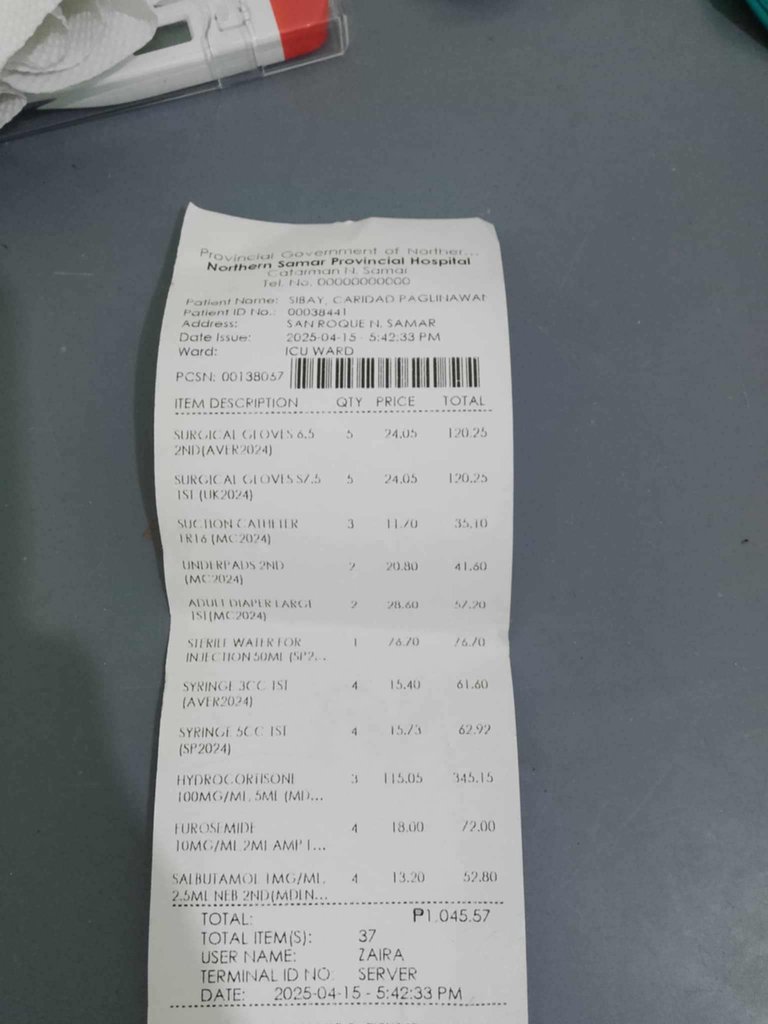 Provincial Government of Norther...
Northern Samar Provincial Hospital
Catarman N. Samar
Tel. No. 00000000000
Patient Name: SIBAY, CARIDAD PAGLINAWAN
Patient ID No.: 00038441
Address: SAN ROQUE N. SAMAR
Date Issue: 2025-04-15 - 5:42:33 PM
Ward: ICU WARD
PCSN: 00138067
ITEM DESCRIPTION QTY PRICE TOTAL
SURGICAL GLOVES 6.5 5 24.05 120.25
2ND(AVER2024)
SURGICAL GLOVES S7.5 5 24.05 120.25
1ST (UK2024)
SUCTION CATHETER 3 11.70 35.10
FR16 (MC2024)
UNDERPADS 2ND 2 20.80 41.60
(MC2024)
ADULT DIAPER LARGE 2 28.60 57.20
1ST(MC2024)
STERILE WATER FOR 1 76.70 76.70
INJECTION 50ML (SP2...
SYRINGE 3CC 1ST 4 15.40 61.60
(AVER2024)
SYRINGE 5CC 1ST 4 15.73 62.92
(SP2024)
HYDROCORTISONE 3 115.05 345.15
100MG/ML, 5ML (MD...
FUROSEMIDE 4 18.00 72.00
10MG/ML 2ML AMP 1...
SALBUTAMOL 1MG/ML, 4 13.20 52.80
2.5ML NEB 2ND(MDLN...
TOTAL: ₱1,045.57
TOTAL ITEM(S): 37
USER NAME: ZAIRA
TERMINAL ID NO: SERVER
DATE: 2025-04-15 - 5:42:33 PM